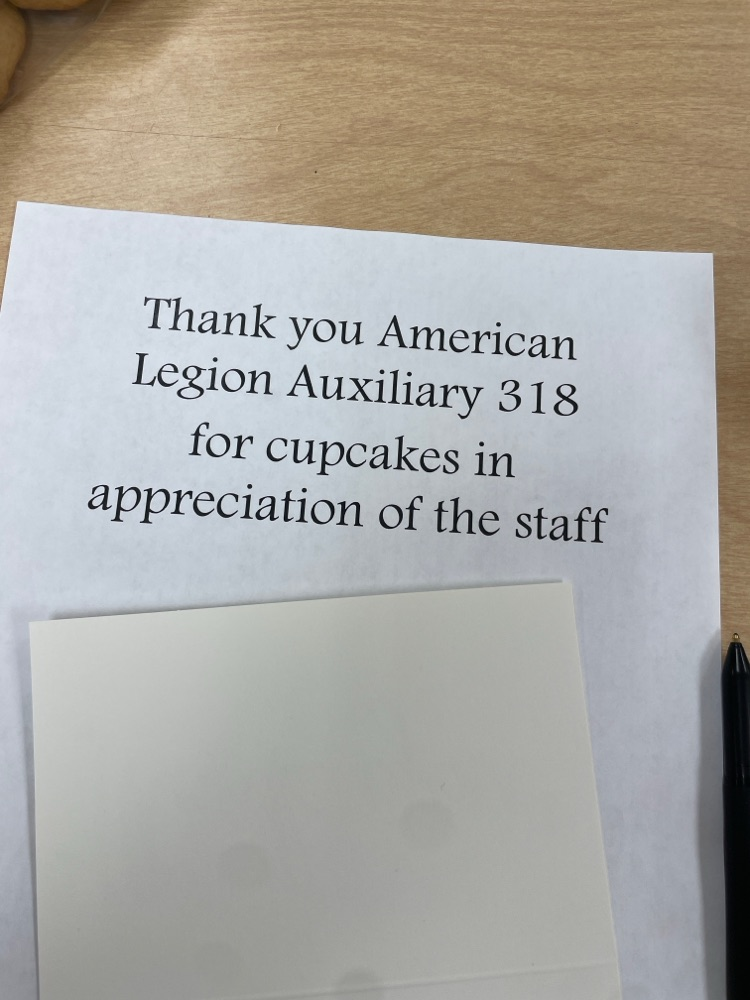 Thank you American
Legion Auxiliary 318
for cupcakes in
appreciation of the staff